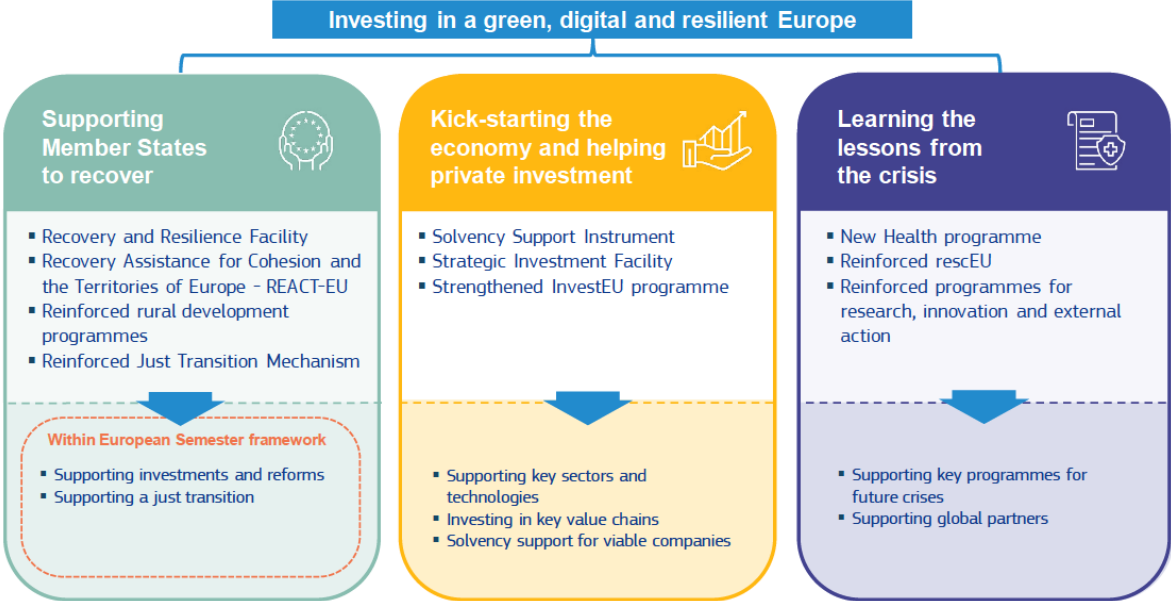 Investing in a green, digital and resilient Europe
Supporting
Member States
to recover
▪ Recovery and Resilience Facility
▪ Recovery Assistance for Cohesion and
the Territories of Europe - REACT-EU
▪ Reinforced rural development
programmes
▪ Reinforced Just Transition Mechanism
Within European Semester framework
▪ Supporting investments and reforms
▪ Supporting a just transition
Kick-starting the
economy and helping
private investment
▪ Solvency Support Instrument
▪ Strategic Investment Facility
▪ Strengthened InvestEU programme
▪ Supporting key sectors and
technologies
▪ Investing in key value chains
▪ Solvency support for viable companies
Learning the
lessons from
the crisis
▪ New Health programme
▪ Reinforced rescEU
▪ Reinforced programmes for
research, innovation and external
action
▪ Supporting key programmes for
future crises
▪ Supporting global partners